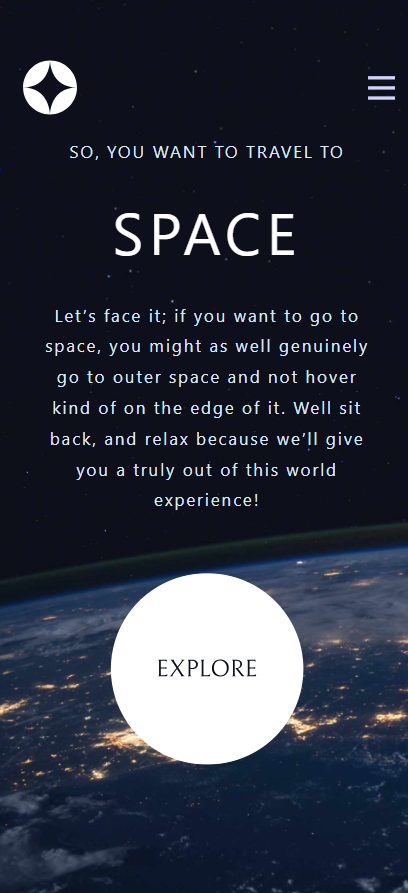 SO, YOU WANT TO TRAVEL TO
SPACE
Let’s face it; if you want to go to
space, you might as well genuinely
go to outer space and not hover
kind of on the edge of it. Well sit
back, and relax because we’ll give
you a truly out of this world
experience!
EXPLORE